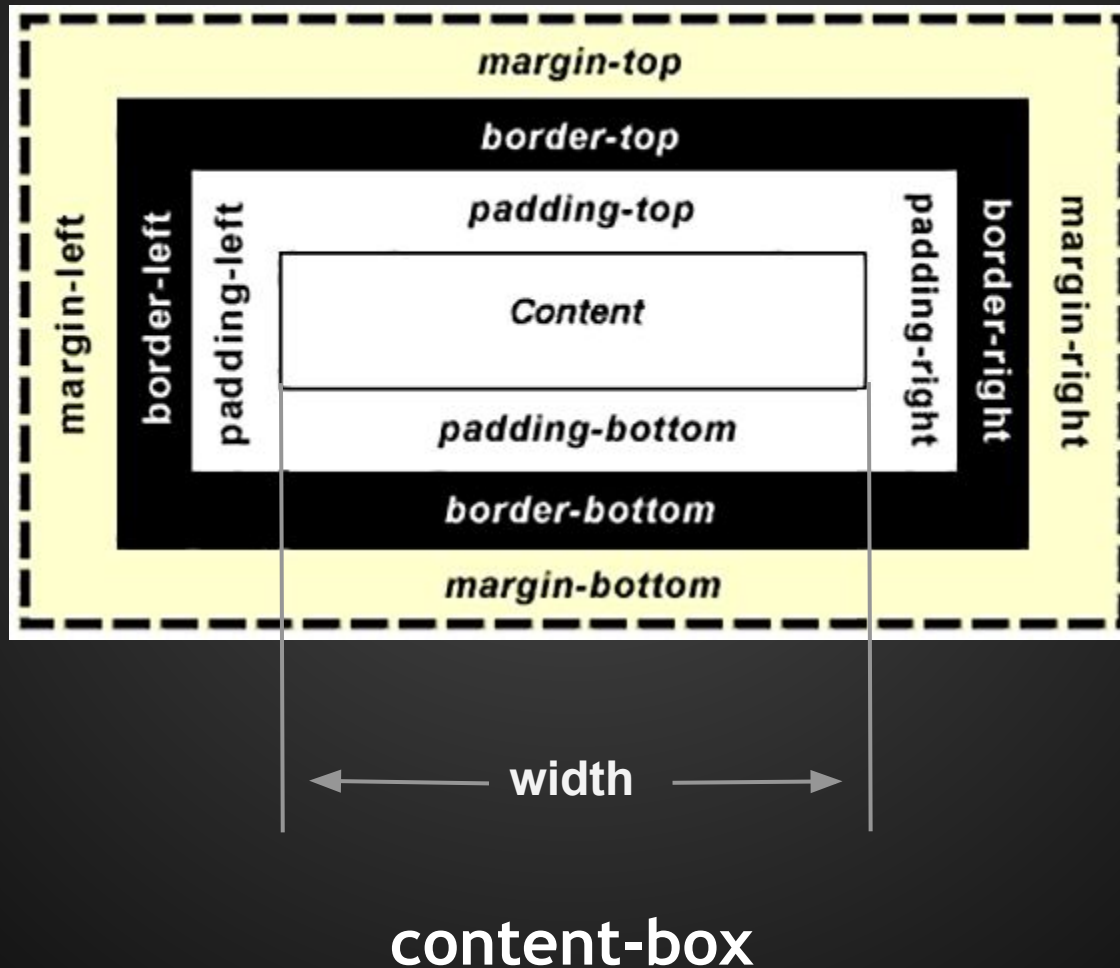 margin-top
border-top
padding-top
margin-left
border-left
padding-left
Content
padding-right
border-right
margin-right
padding-bottom
border-bottom
margin-bottom
width
content-box